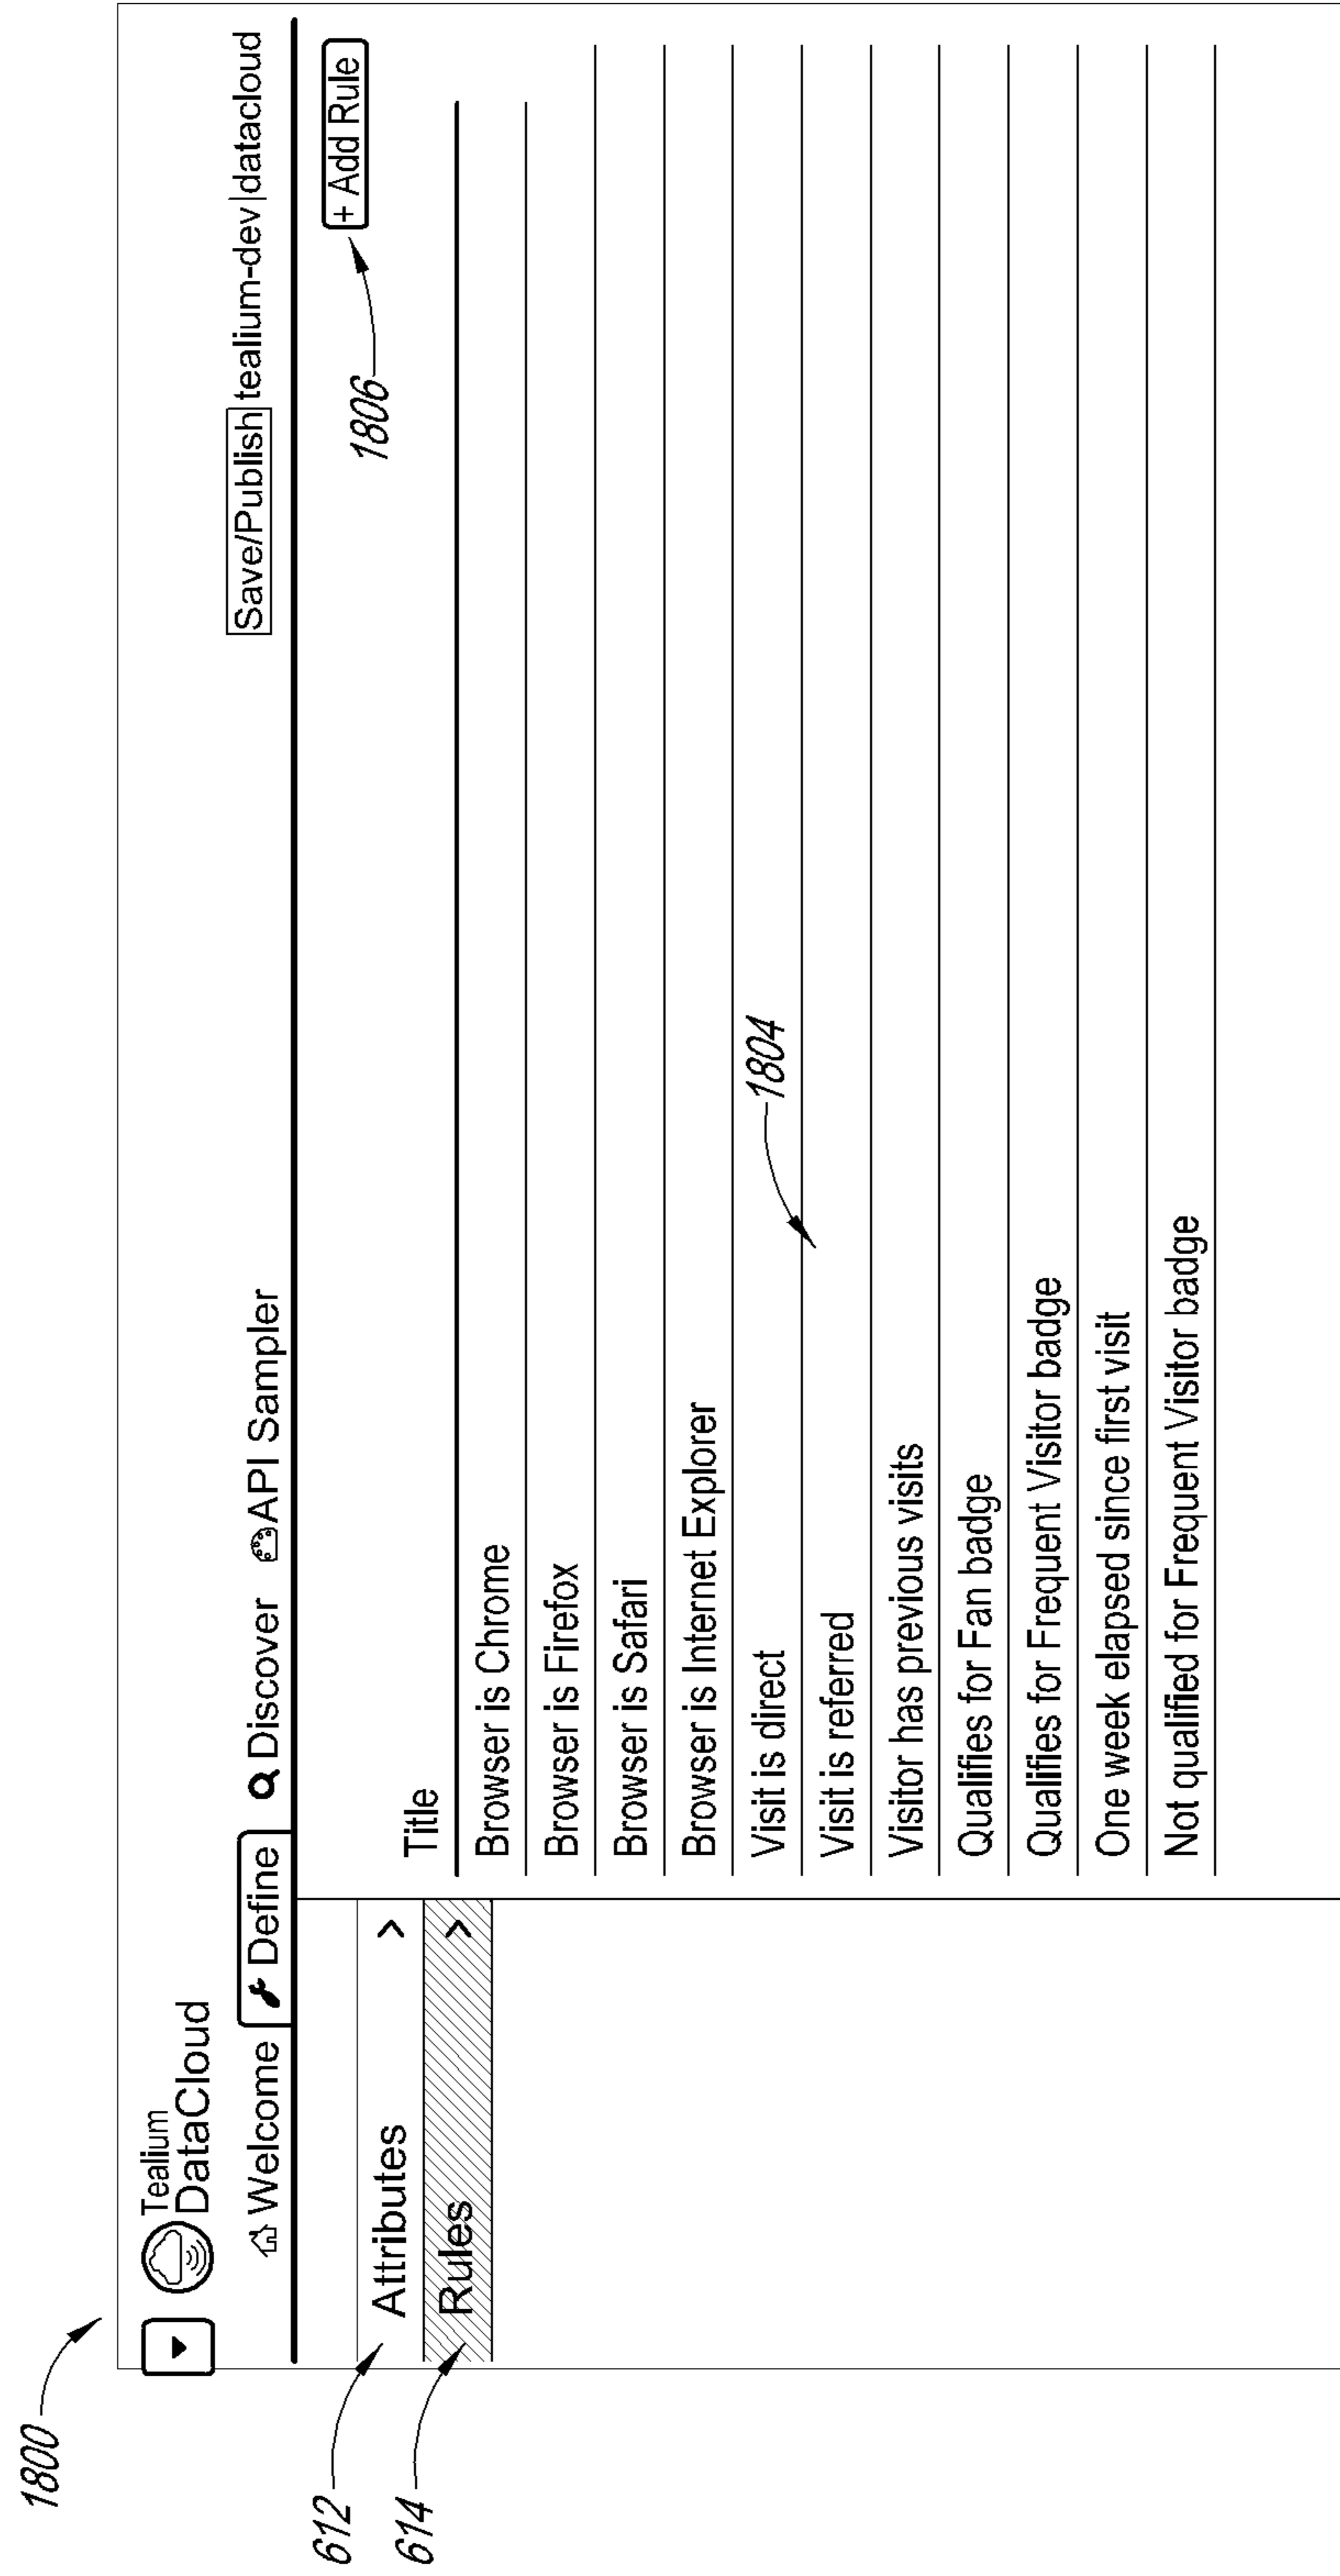 1800
Tealium
DataCloud
Welcome Define Discover API Sampler Save/Publish tealium-dev|datacloud
612
Attributes >
614
Rules >
+ Add Rule
1806
Title
Browser is Chrome
Browser is Firefox
Browser is Safari
Browser is Internet Explorer
Visit is direct
1804
Visit is referred
Visitor has previous visits
Qualifies for Fan badge
Qualifies for Frequent Visitor badge
One week elapsed since first visit
Not qualified for Frequent Visitor badge